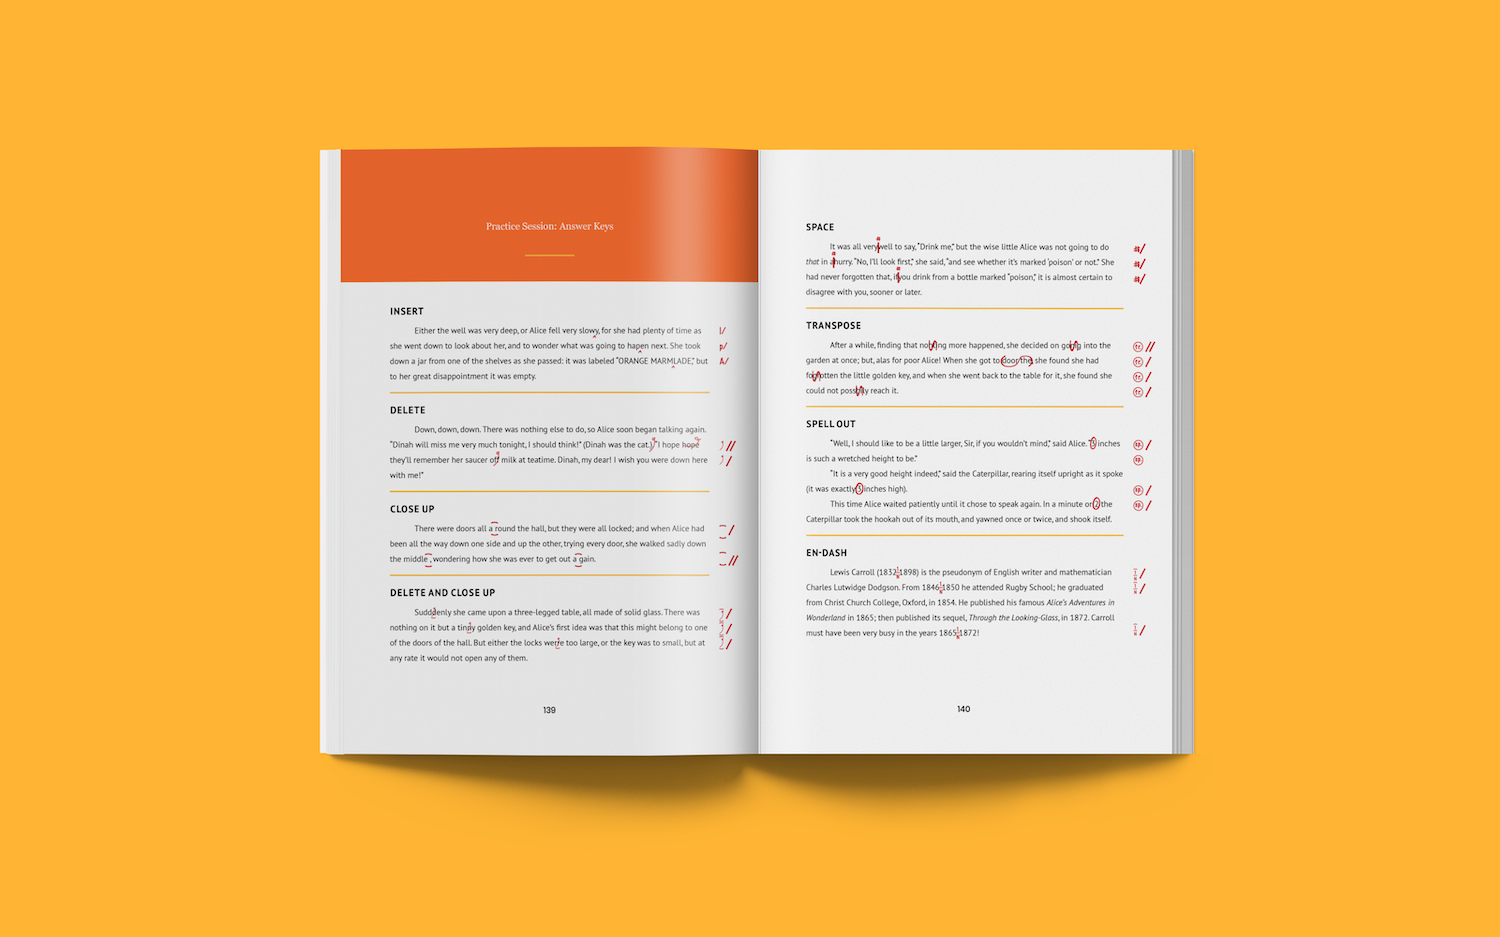 Practice Session: Answer Keys
INSERT
Either the well was very deep, or Alice fell very slowy, for she had plenty of time as
she went down to look about her, and to wonder what was going to hapen next. She took
down a jar from one of the shelves as she passed: it was labeled "ORANGE MARMLADE," but
to her great disappointment it was empty.
l/
p/
A/
DELETE
Down, down, down. There was nothing else to do, so Alice soon began talking again.
"Dinah will miss me very much tonight, I should think!" (Dinah was the cat.) "I hope hope
they'll remember her saucer off milk at teatime. Dinah, my dear! I wish you were down here
with me!"
CLOSE UP
There were doors all a round the hall, but they were all locked; and when Alice had
been all the way down one side and up the other, trying every door, she walked sadly down
the middle , wondering how she was ever to get out a gain.
DELETE AND CLOSE UP
Sudddenly she came upon a three-legged table, all made of solid glass. There was
nothing on it but a tinny golden key, and Alice's first idea was that this might belong to one
of the doors of the hall. But either the locks werre too large, or the key was to small, but at
any rate it would not open any of them.
139
SPACE
It was all verywell to say, "Drink me," but the wise little Alice was not going to do
that in ahurry. "No, I'll look first," she said, "and see whether it's marked 'poison' or not." She
had never forgotten that, ifyou drink from a bottle marked "poison," it is almost certain to
disagree with you, sooner or later.
#/
#/
#/
TRANSPOSE
After a while, finding that more happened, she decided on into the
garden at once; but, alas for poor Alice! When she got to door the, she found she had
the little golden key, and when she went back to the table for it, she found she
could not reach it.
tr //
tr /
tr /
tr /
SPELL OUT
"Well, I should like to be a little larger, Sir, if you wouldn't mind," said Alice. "3 inches
is such a wretched height to be."
"It is a very good height indeed," said the Caterpillar, rearing itself upright as it spoke
(it was exactly 3 inches high).
This time Alice waited patiently until it chose to speak again. In a minute or 2 the
Caterpillar took the hookah out of its mouth, and yawned once or twice, and shook itself.
sp /
sp
sp /
sp /
EN-DASH
Lewis Carroll (1832 1898) is the pseudonym of English writer and mathematician
Charles Lutwidge Dodgson. From 1846 1850 he attended Rugby School; he graduated
from Christ Church College, Oxford, in 1854. He published his famous Alice's Adventures in
Wonderland in 1865; then published its sequel, Through the Looking-Glass, in 1872. Carroll
must have been very busy in the years 1865 1872!
140